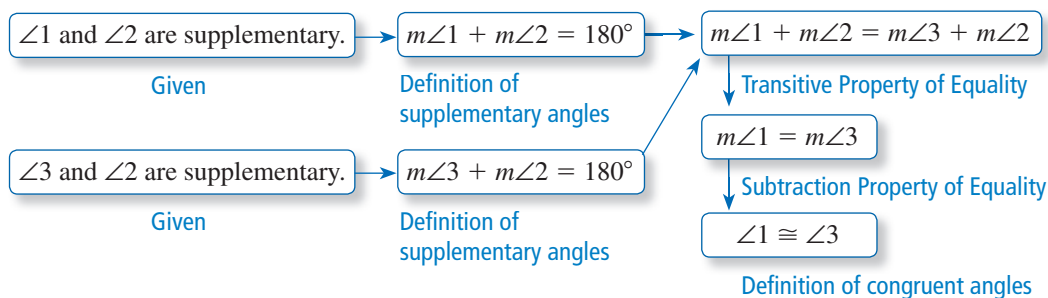 ∠1 and ∠2 are supplementary.
Given
m∠1 + m∠2 = 180°
Definition of
supplementary angles
m∠1 + m∠2 = m∠3 + m∠2
Transitive Property of Equality
∠3 and ∠2 are supplementary.
Given
m∠3 + m∠2 = 180°
Definition of
supplementary angles
m∠1 = m∠3
Subtraction Property of Equality
∠1 ≅ ∠3
Definition of congruent angles